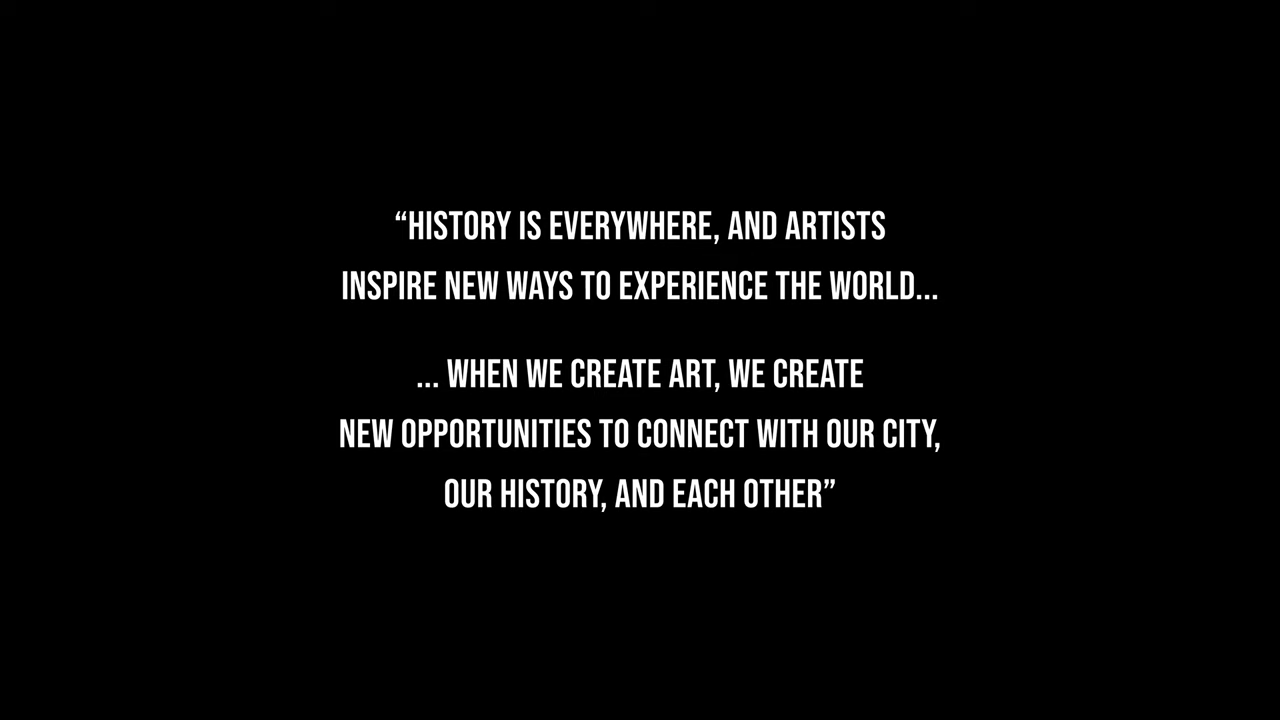 “HISTORY IS EVERYWHERE, AND ARTISTS
INSPIRE NEW WAYS TO EXPERIENCE THE WORLD...
... WHEN WE CREATE ART, WE CREATE
NEW OPPORTUNITIES TO CONNECT WITH OUR CITY,
OUR HISTORY, AND EACH OTHER”